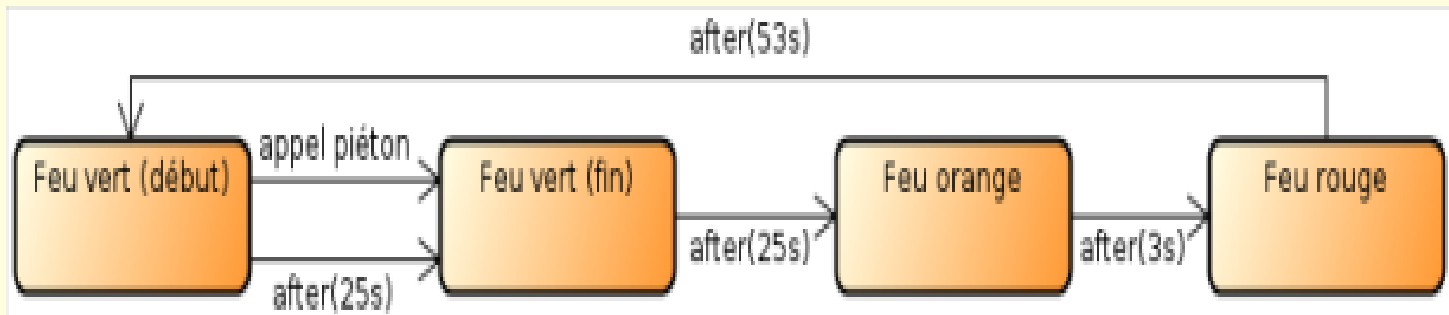 after(53s)
Feu vert (début)
appel piéton
after(25s)
Feu vert (fin)
after(25s)
Feu orange
after(3s)
Feu rouge